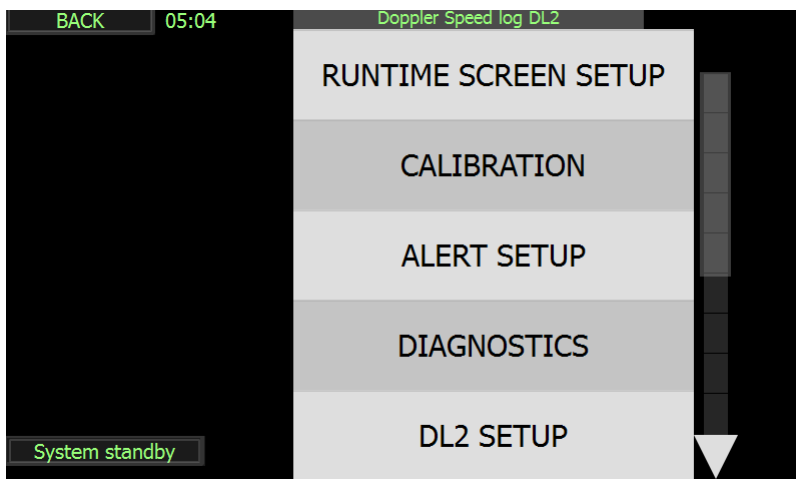 BACK
05:04
Doppler Speed log DL2
RUNTIME SCREEN SETUP
CALIBRATION
ALERT SETUP
DIAGNOSTICS
DL2 SETUP
System standby